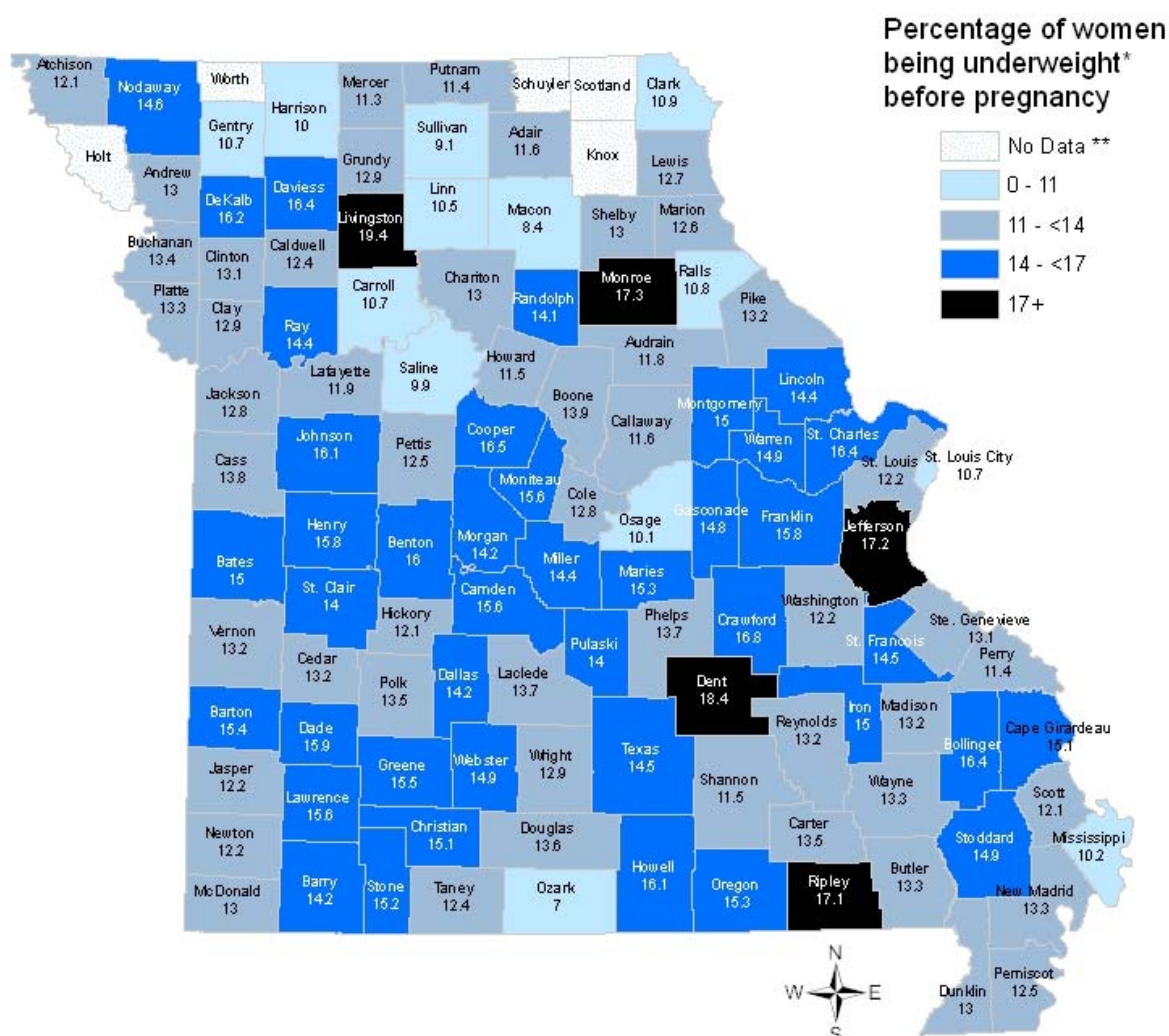 Percentage of women
being underweight*
before pregnancy
No Data **
0 - 11
11 - <14
14 - <17
17+
Atchison
12.1
Nodaway
14.6
Worth
Harrison
10
Mercer
11.3
Putnam
11.4
Schuyler
Scotland
Clark
10.9
Holt
Andrew
13
Gentry
10.7
DeKalb
16.2
Daviess
16.4
Grundy
12.9
Sullivan
9.1
Adair
11.6
Knox
Lewis
12.7
Livingston
19.4
Linn
10.5
Macon
8.4
Shelby
13
Marion
12.6
Buchanan
13.4
Clinton
13.1
Caldwell
12.4
Platte
13.3
Clay
12.9
Ray
14.4
Carroll
10.7
Chariton
13
Randolph
14.1
Monroe
17.3
Ralls
10.8
Pike
13.2
Audrain
11.8
Jackson
12.8
Lafayette
11.9
Saline
9.9
Howard
11.5
Boone
13.9
Callaway
11.6
Montgomery
15
Lincoln
14.4
Warren
14.9
St. Charles
16.4
St. Louis
12.2
St. Louis City
10.7
Cass
13.8
Johnson
16.1
Pettis
12.5
Cooper
16.5
Moniteau
15.6
Cole
12.8
Osage
10.1
Gasconade
14.8
Franklin
15.8
Jefferson
17.2
Bates
15
Henry
15.8
Benton
16
Morgan
14.2
Miller
14.4
Maries
15.3
St. Clair
14
Camden
15.6
Hickory
12.1
Pulaski
14
Phelps
13.7
Crawford
16.8
Washington
12.2
St. Francois
14.5
Ste. Genevieve
13.1
Perry
11.4
Vernon
13.2
Cedar
13.2
Polk
13.5
Dallas
14.2
Laclede
13.7
Dent
18.4
Iron
15
Madison
13.2
Reynolds
13.2
Bollinger
16.4
Cape Girardeau
15.1
Barton
15.4
Dade
15.9
Greene
15.5
Webster
14.9
Wright
12.9
Texas
14.5
Shannon
11.5
Wayne
13.3
Scott
12.1
Jasper
12.2
Lawrence
15.6
Christian
15.1
Douglas
13.6
Carter
13.5
Stoddard
14.9
Mississippi
10.2
Newton
12.2
McDonald
13
Barry
14.2
Stone
15.2
Taney
12.4
Ozark
7
Howell
16.1
Oregon
15.3
Ripley
17.1
Butler
13.3
New Madrid
13.3
Dunklin
13
Pemiscot
12.5
N
W
E
S